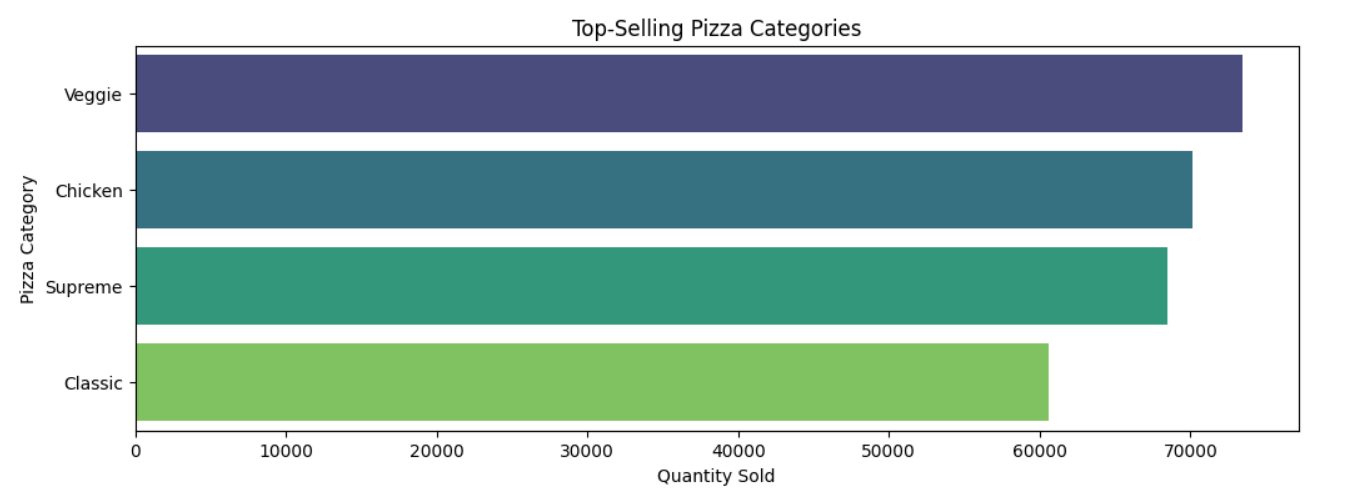 Top-Selling Pizza Categories
Pizza Category
Veggie
Chicken
Supreme
Classic
0 10000 20000 30000 40000 50000 60000 70000
Quantity Sold